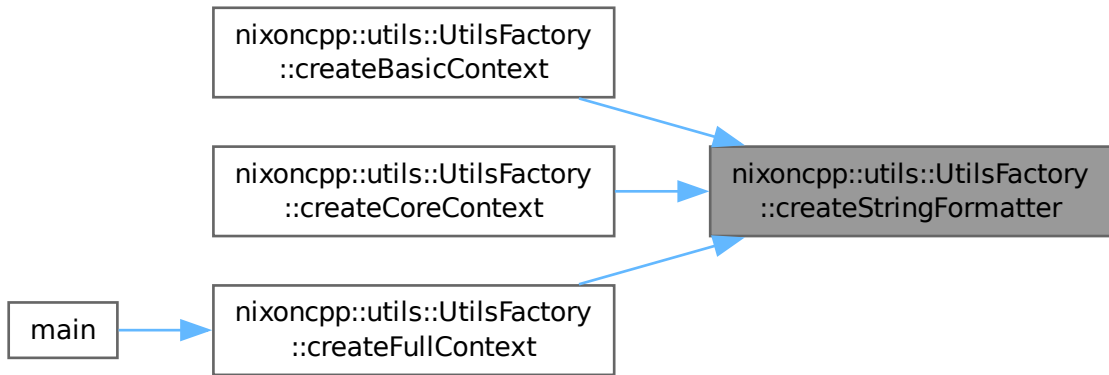 nixoncpp::utils::UtilsFactory
::createBasicContext
nixoncpp::utils::UtilsFactory
::createCoreContext
nixoncpp::utils::UtilsFactory
::createStringFormatter
main
nixoncpp::utils::UtilsFactory
::createFullContext